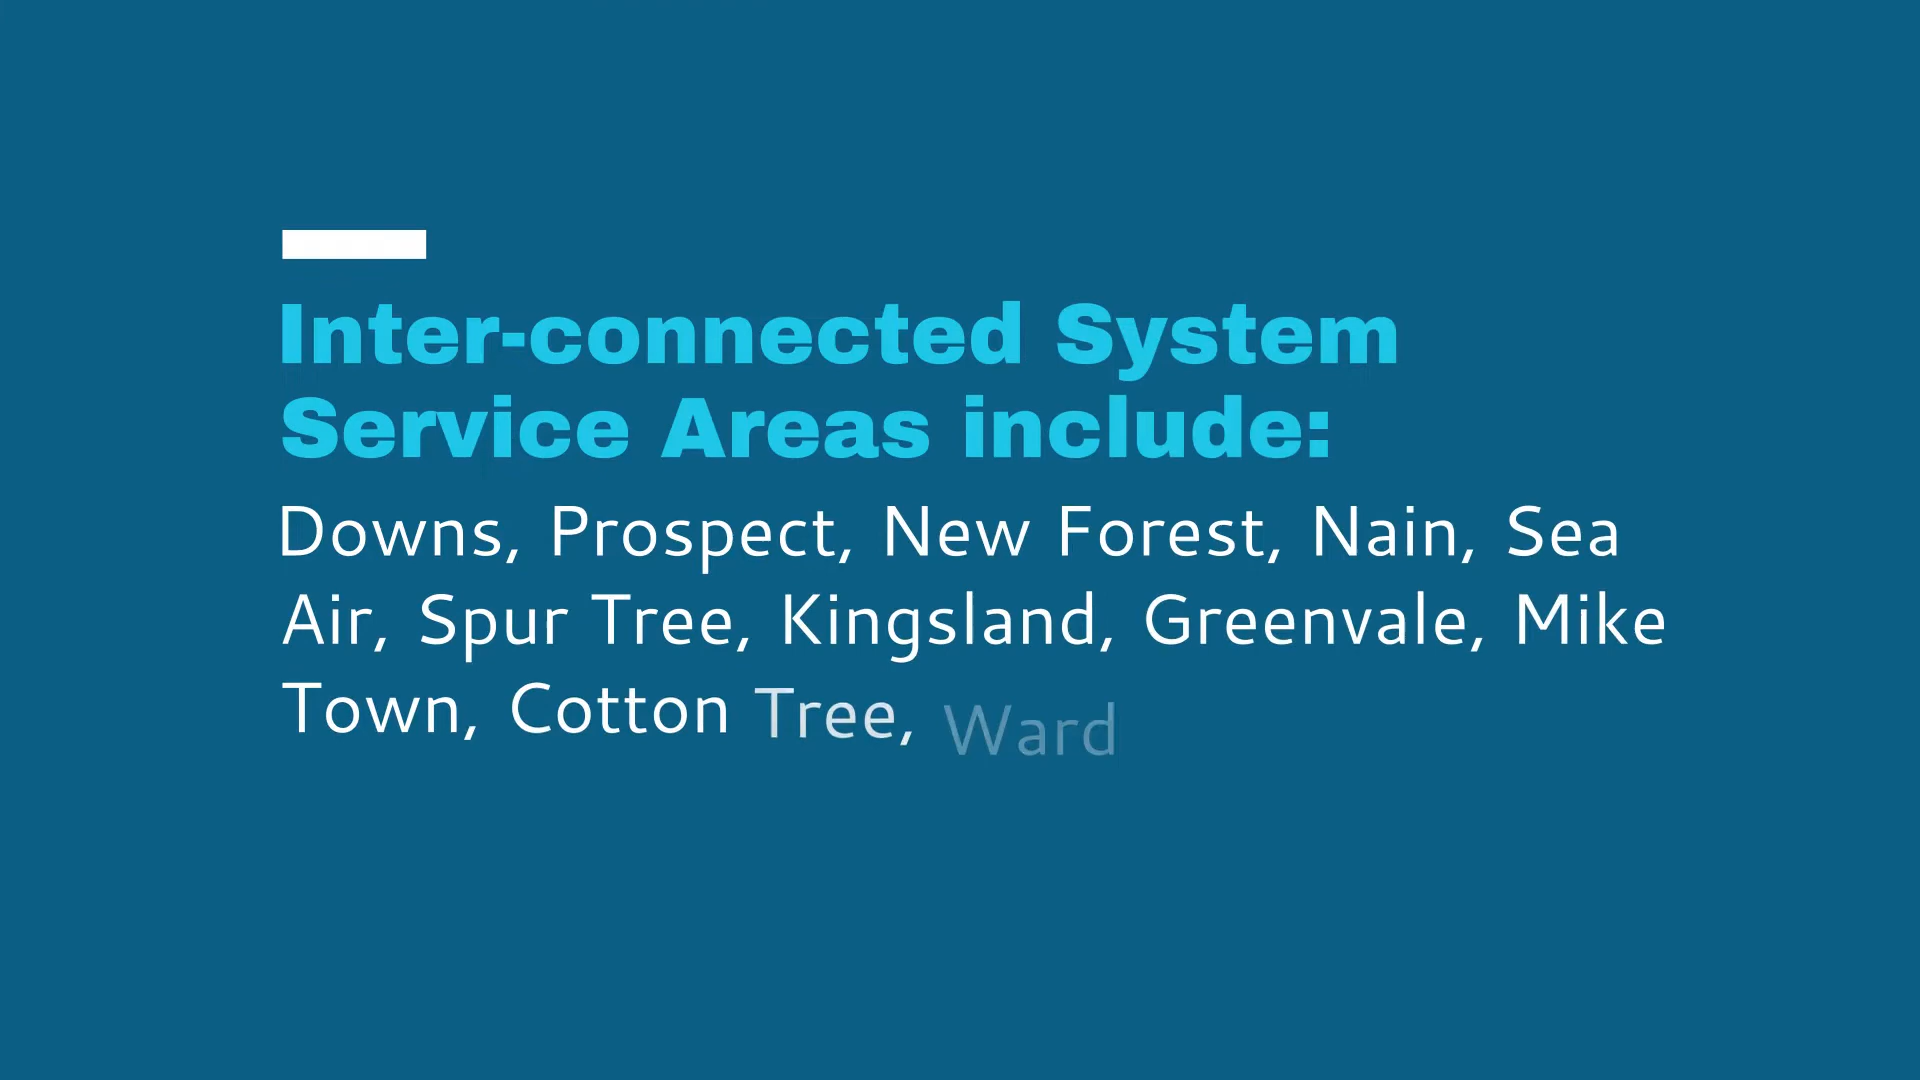 Inter-connected System
Service Areas include:
Downs, Prospect, New Forest, Nain, Sea
Air, Spur Tree, Kingsland, Greenvale, Mike
Town, Cotton Tree, Ward